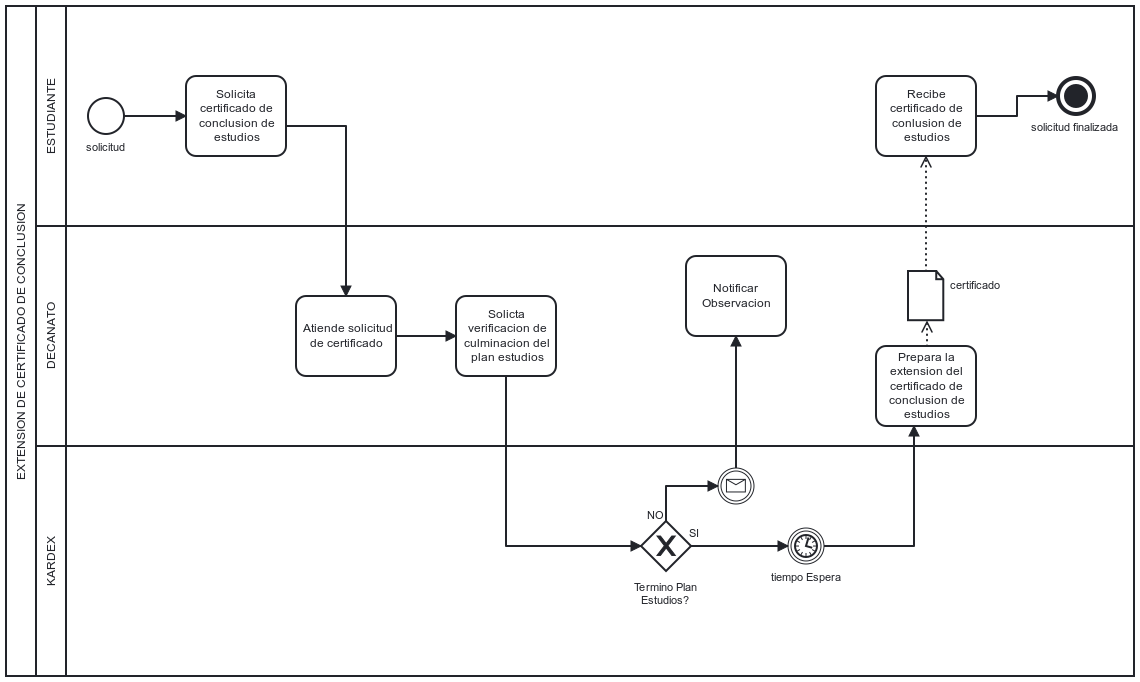 EXTENSION DE CERTIFICADO DE CONCLUSION
ESTUDIANTE
solicitud
Solicita
certificado de
conclusion de
estudios
Recibe
certificado de
conlusion de
estudios
solicitud finalizada
DECANATO
Atiende solicitud
de certificado
Solicta
verificacion de
culminacion del
plan estudios
Notificar
Observacion
certificado
Prepara la
extension del
certificado de
conclusion de
estudios
KARDEX
NO
SI
Termino Plan
Estudios?
tiempo Espera